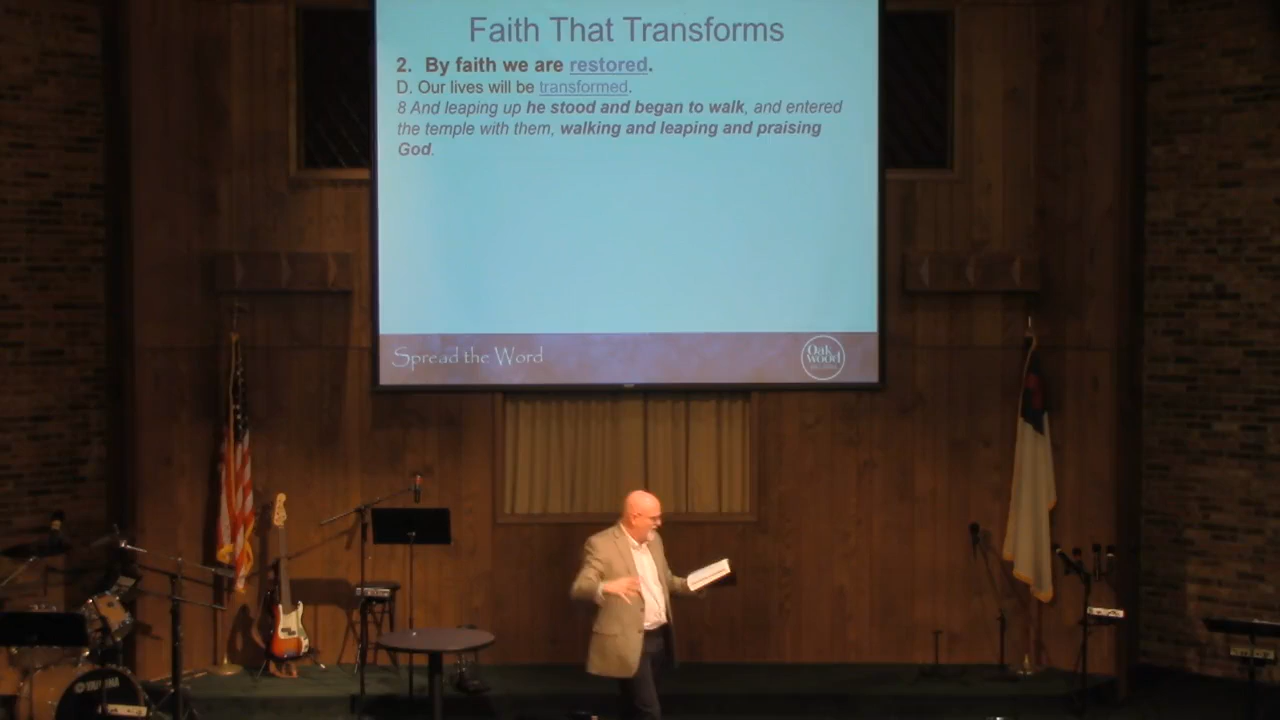 Faith That Transforms
2. By faith we are restored.
D. Our lives will be transformed.
8 And leaping up he stood and began to walk, and entered
the temple with them, walking and leaping and praising
God.
Spread the Word
Oak
wood
YAMAHA